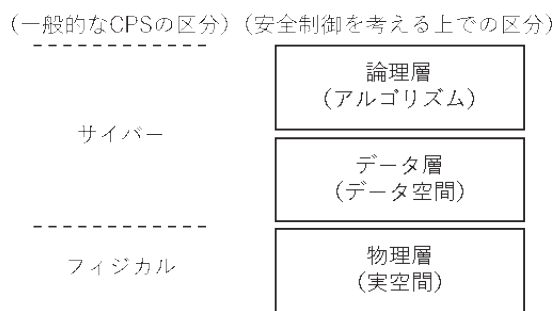 (一般的なCPSの区分)(安全制御を考える上での区分)
論理層
(アルゴリズム)
サイバー
データ層
(データ空間)
フィジカル
物理層
(実空間)